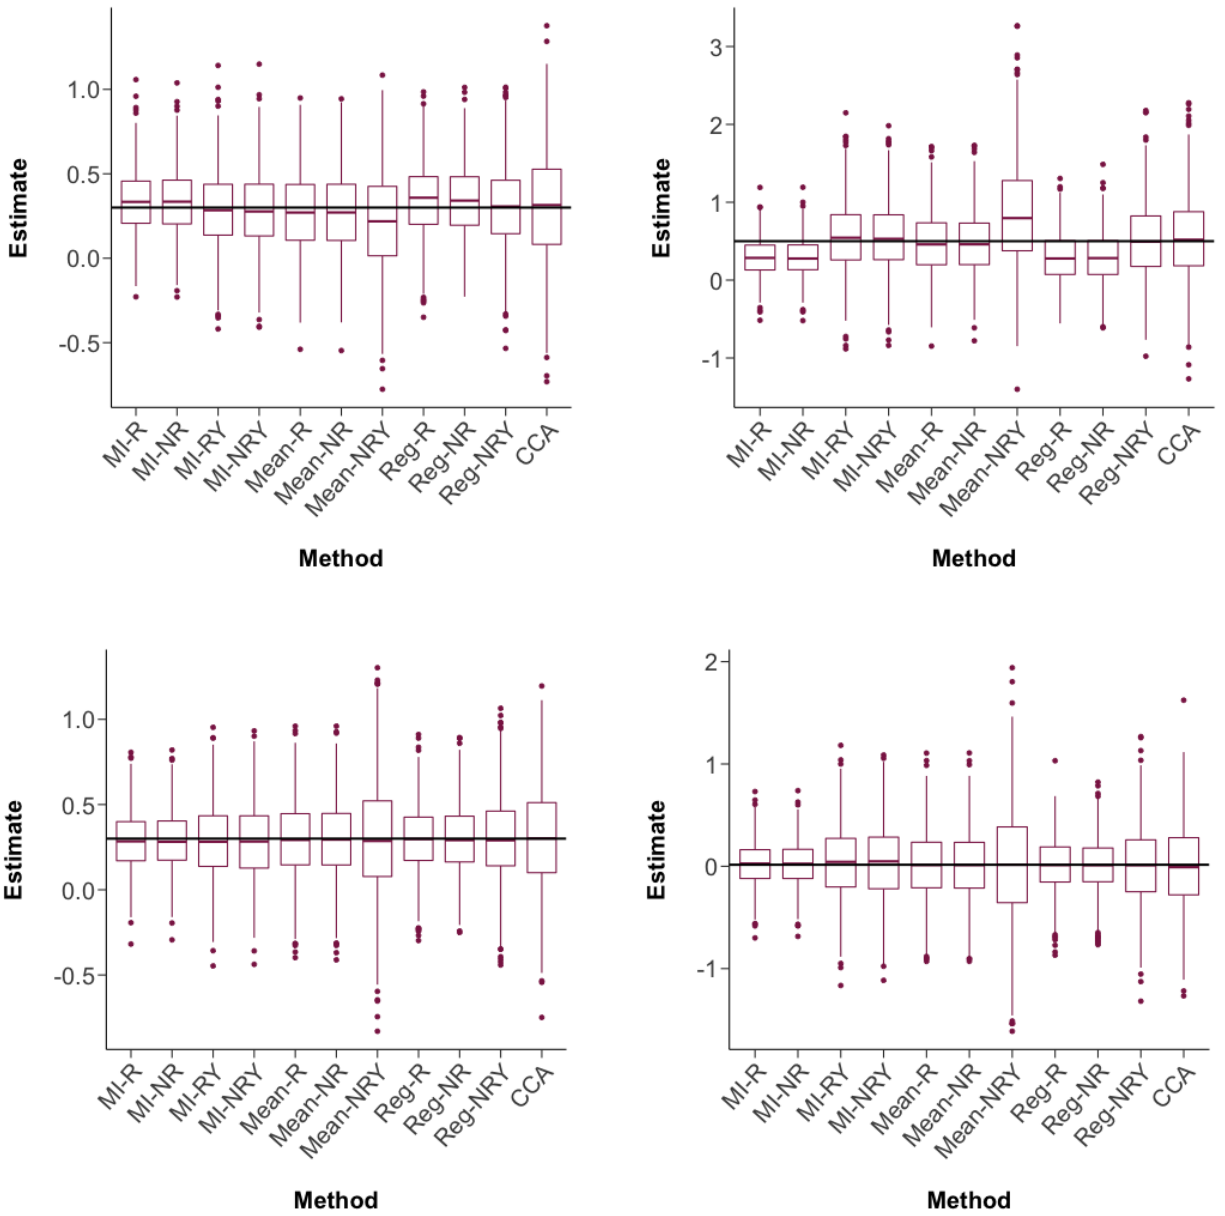 Estimate
1.0
0.5
0.0
-0.5
MI-R
MI-NR
MI-RY
MI-NRY
Mean-R
Mean-NR
Mean-NRY
Reg-R
Reg-NR
Reg-NRY
CCA
Method
Estimate
3
2
1
0
-1
MI-R
MI-NR
MI-RY
MI-NRY
Mean-R
Mean-NR
Mean-NRY
Reg-R
Reg-NR
Reg-NRY
CCA
Method
Estimate
1.0
0.5
0.0
-0.5
MI-R
MI-NR
MI-RY
MI-NRY
Mean-R
Mean-NR
Mean-NRY
Reg-R
Reg-NR
Reg-NRY
CCA
Method
Estimate
2
1
0
-1
MI-R
MI-NR
MI-RY
MI-NRY
Mean-R
Mean-NR
Mean-NRY
Reg-R
Reg-NR
Reg-NRY
CCA
Method